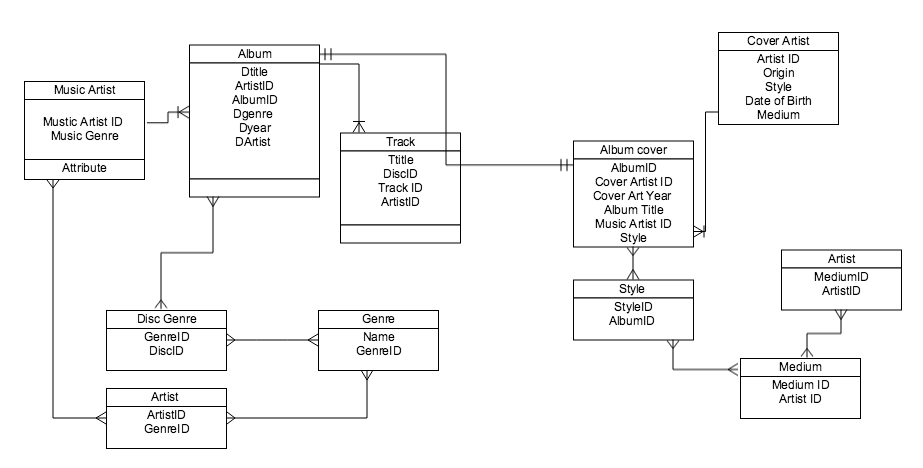 Music Artist
Mustic Artist ID
Music Genre
Attribute
Album
Dtitle
ArtistID
AlbumID
Dgenre
Dyear
DArtist
Track
Ttitle
DiscID
Track ID
ArtistID
Cover Artist
Artist ID
Origin
Style
Date of Birth
Medium
Album cover
AlbumID
Cover Artist ID
Cover Art Year
Album Title
Music Artist ID
Style
Style
StyleID
AlbumID
Artist
MediumID
ArtistID
Medium
Medium ID
Artist ID
Disc Genre
GenreID
DiscID
Genre
Name
GenreID
Artist
ArtistID
GenreID